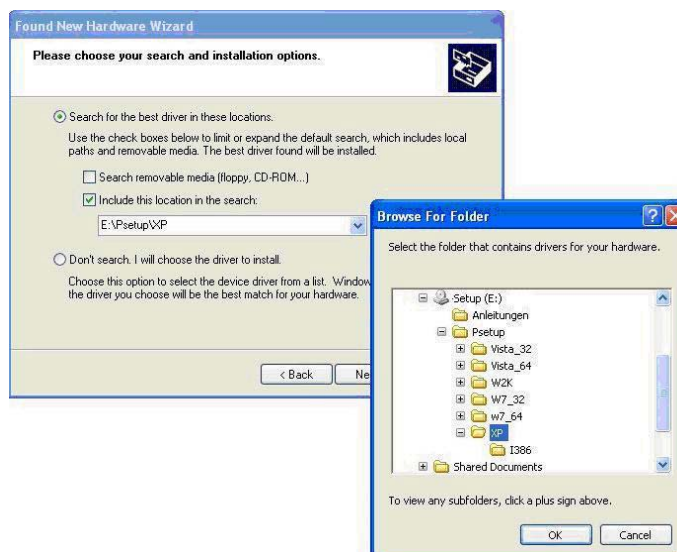 Found New Hardware Wizard
Please choose your search and installation options.
Search for the best driver in these locations.
Use the check boxes below to limit or expand the default search, which includes local
paths and removable media. The best driver found will be installed.
Search removable media (floppy, CD-ROM...)
Include this location in the search:
E:\Psetup\XP
Don't search. I will choose the driver to install.
Choose this option to select the device driver from a list. Window
the driver you choose will be the best match for your hardware.
< Back
Ne
Browse For Folder
Select the folder that contains drivers for your hardware.
Setup (E:)
Anleitungen
Psetup
Vista_32
Vista_64
W2K
W7_32
w7_64
XP
I386
Shared Documents
To view any subfolders, click a plus sign above.
OK
Cancel